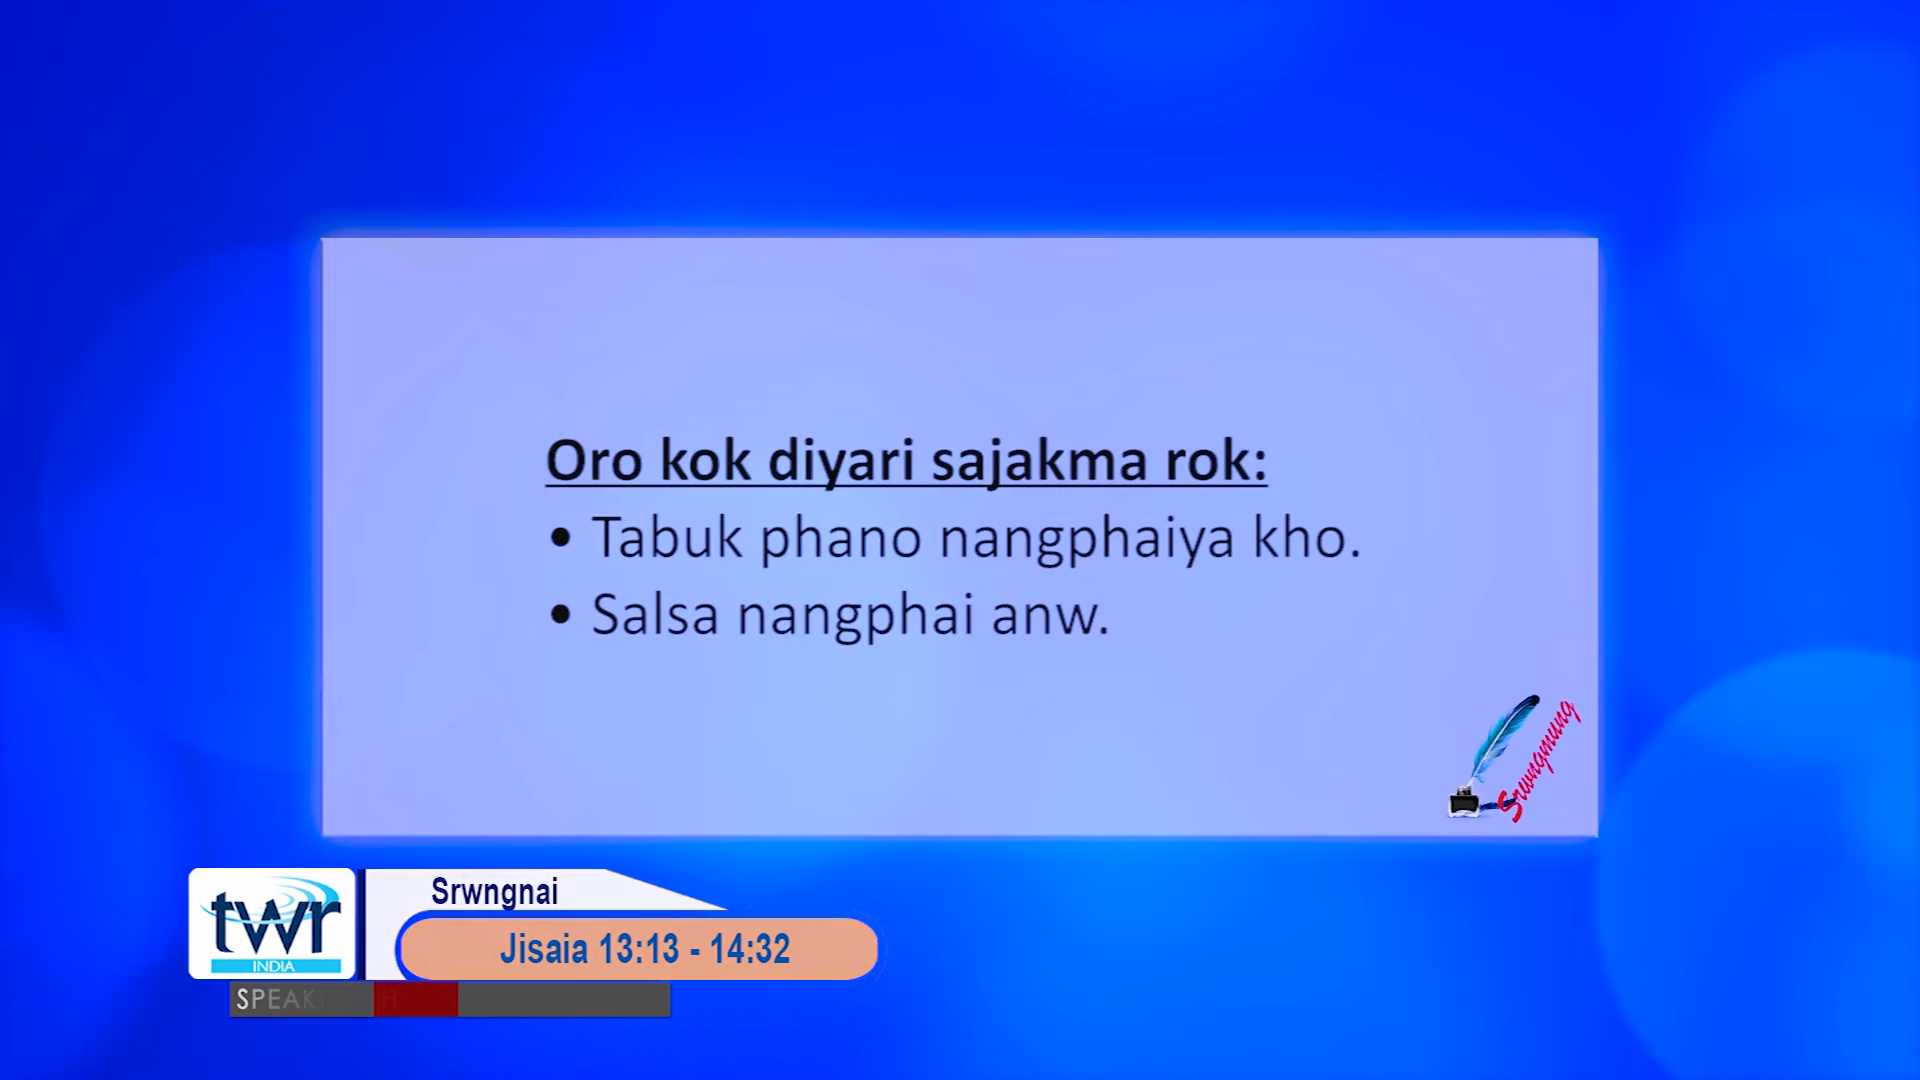 Oro kok diyari sajakma rok:
• Tabuk phano nangphaiya kho.
• Salsa nangphai anw.
Srwngmung
twr
INDIA
Srwngnai
Jisaia 13:13 - 14:32